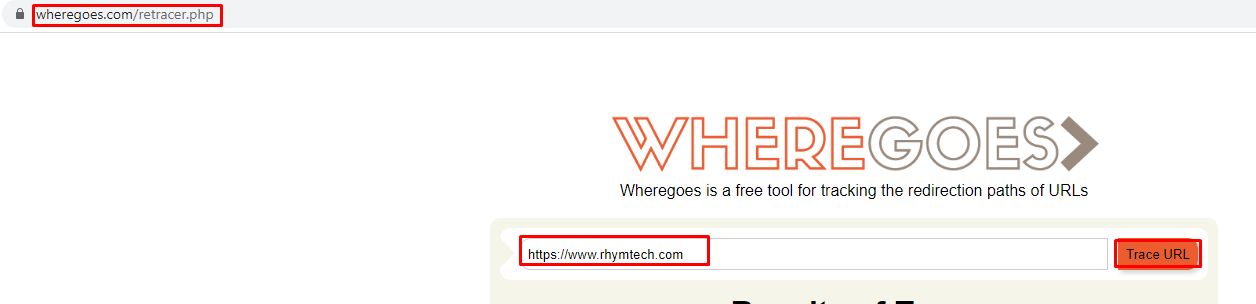 wheregoes.com/retracer.php
WHEREGOES
Wheregoes is a free tool for tracking the redirection paths of URLs
https://www.rhymtech.com
Trace URL